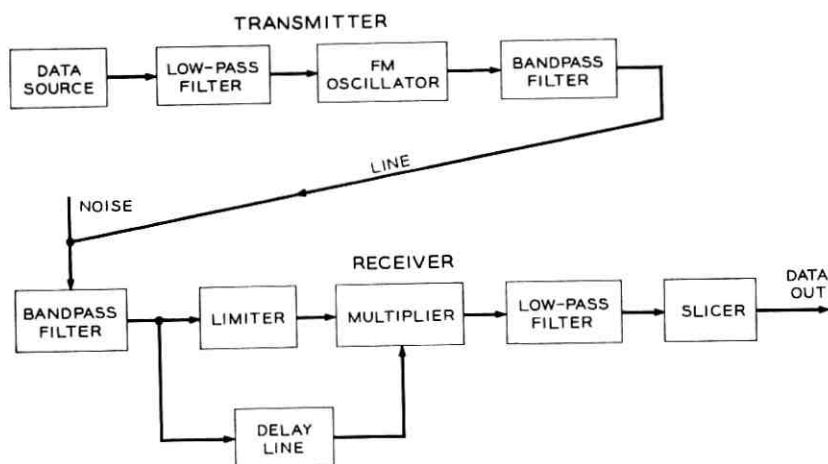 TRANSMITTER
DATA
SOURCE
LOW-PASS
FILTER
FM
OSCILLATOR
BANDPASS
FILTER
LINE
NOISE
RECEIVER
BANDPASS
FILTER
LIMITER
MULTIPLIER
LOW-PASS
FILTER
SLICER
DATA
OUT
DELAY
LINE